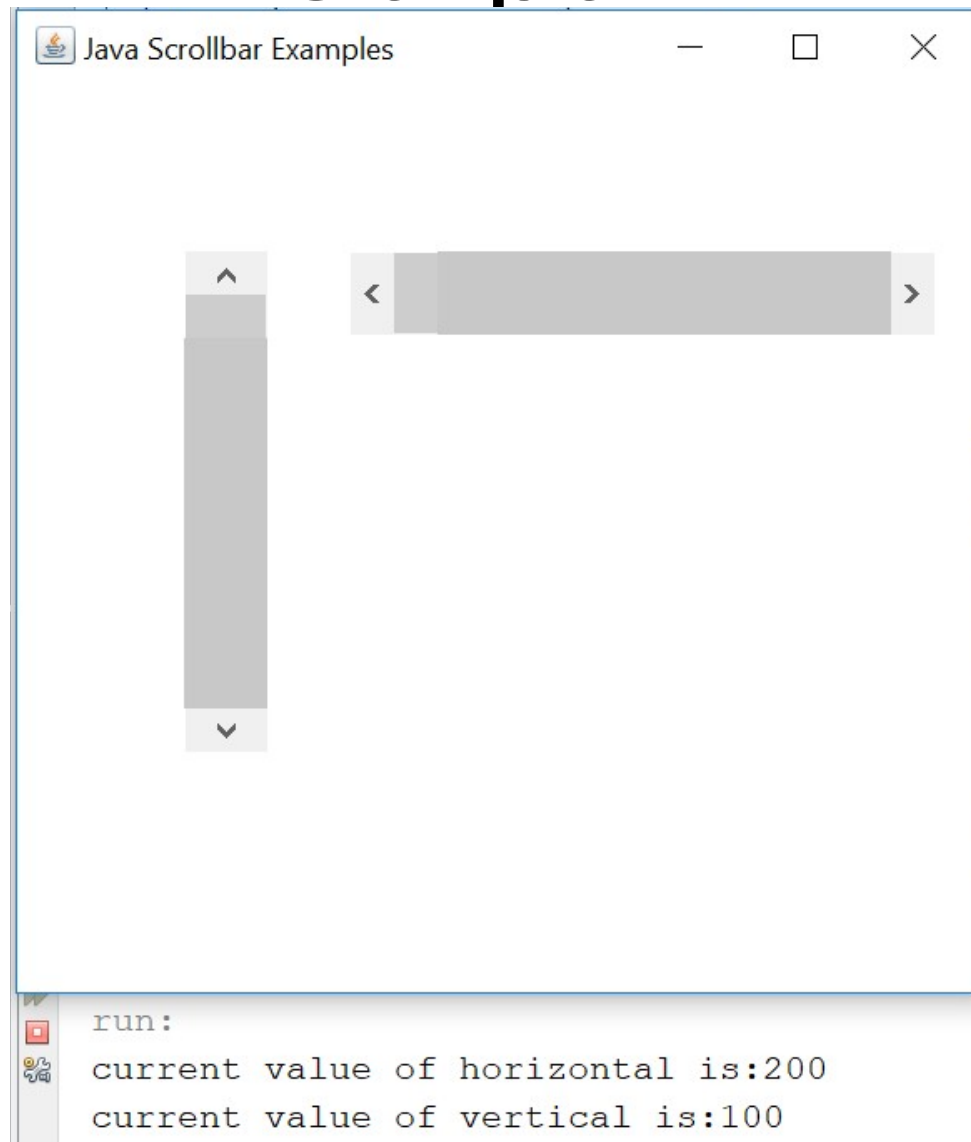 Java Scrollbar Examples
run:
current value of horizontal is:200
current value of vertical is:100